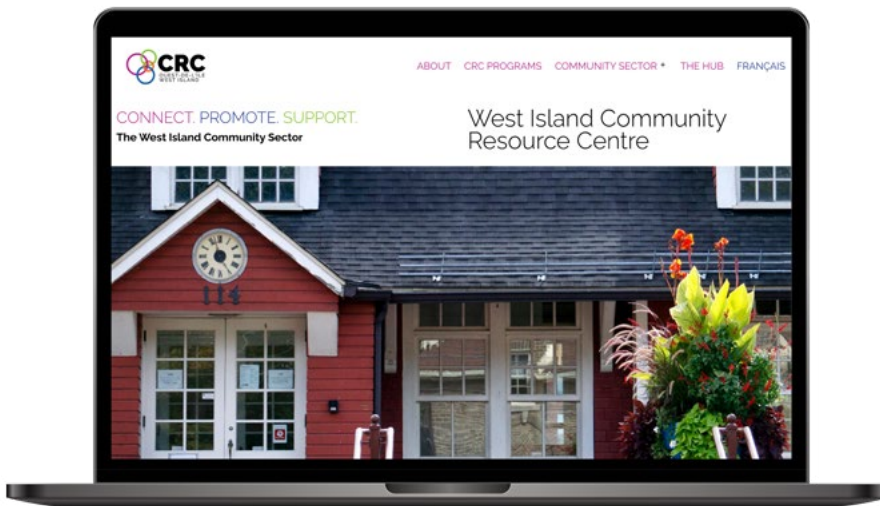 CRC
OUEST-DE-L'ÎLE
WEST ISLAND
ABOUT CRC PROGRAMS COMMUNITY SECTOR + THE HUB FRANÇAIS
CONNECT. PROMOTE. SUPPORT.
The West Island Community Sector
West Island Community
Resource Centre
114